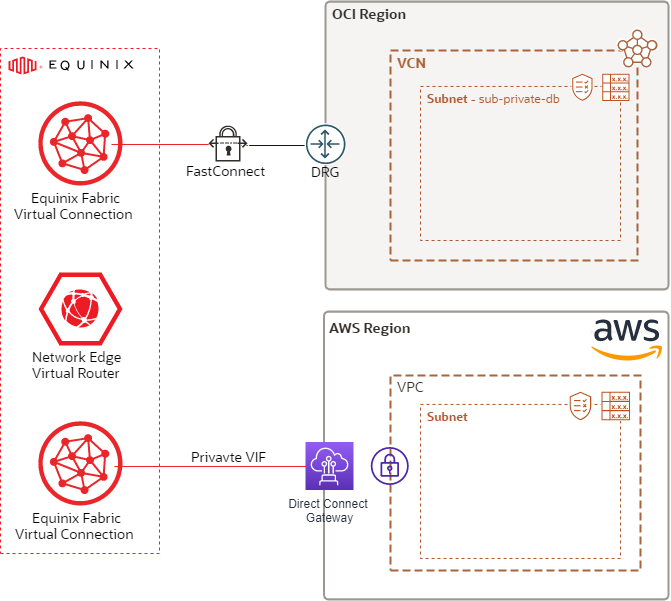 OCI Region
EQUINIX
VCN
Subnet - sub-private-db
x.x.x.
x.x.x.
x.x.x.
FastConnect
DRG
Equinix Fabric
Virtual Connection
Network Edge
Virtual Router
AWS Region
aws
VPC
Subnet
x.x.x.
x.x.x.
x.x.x.
Privavte VIF
Direct Connect
Gateway
Equinix Fabric
Virtual Connection